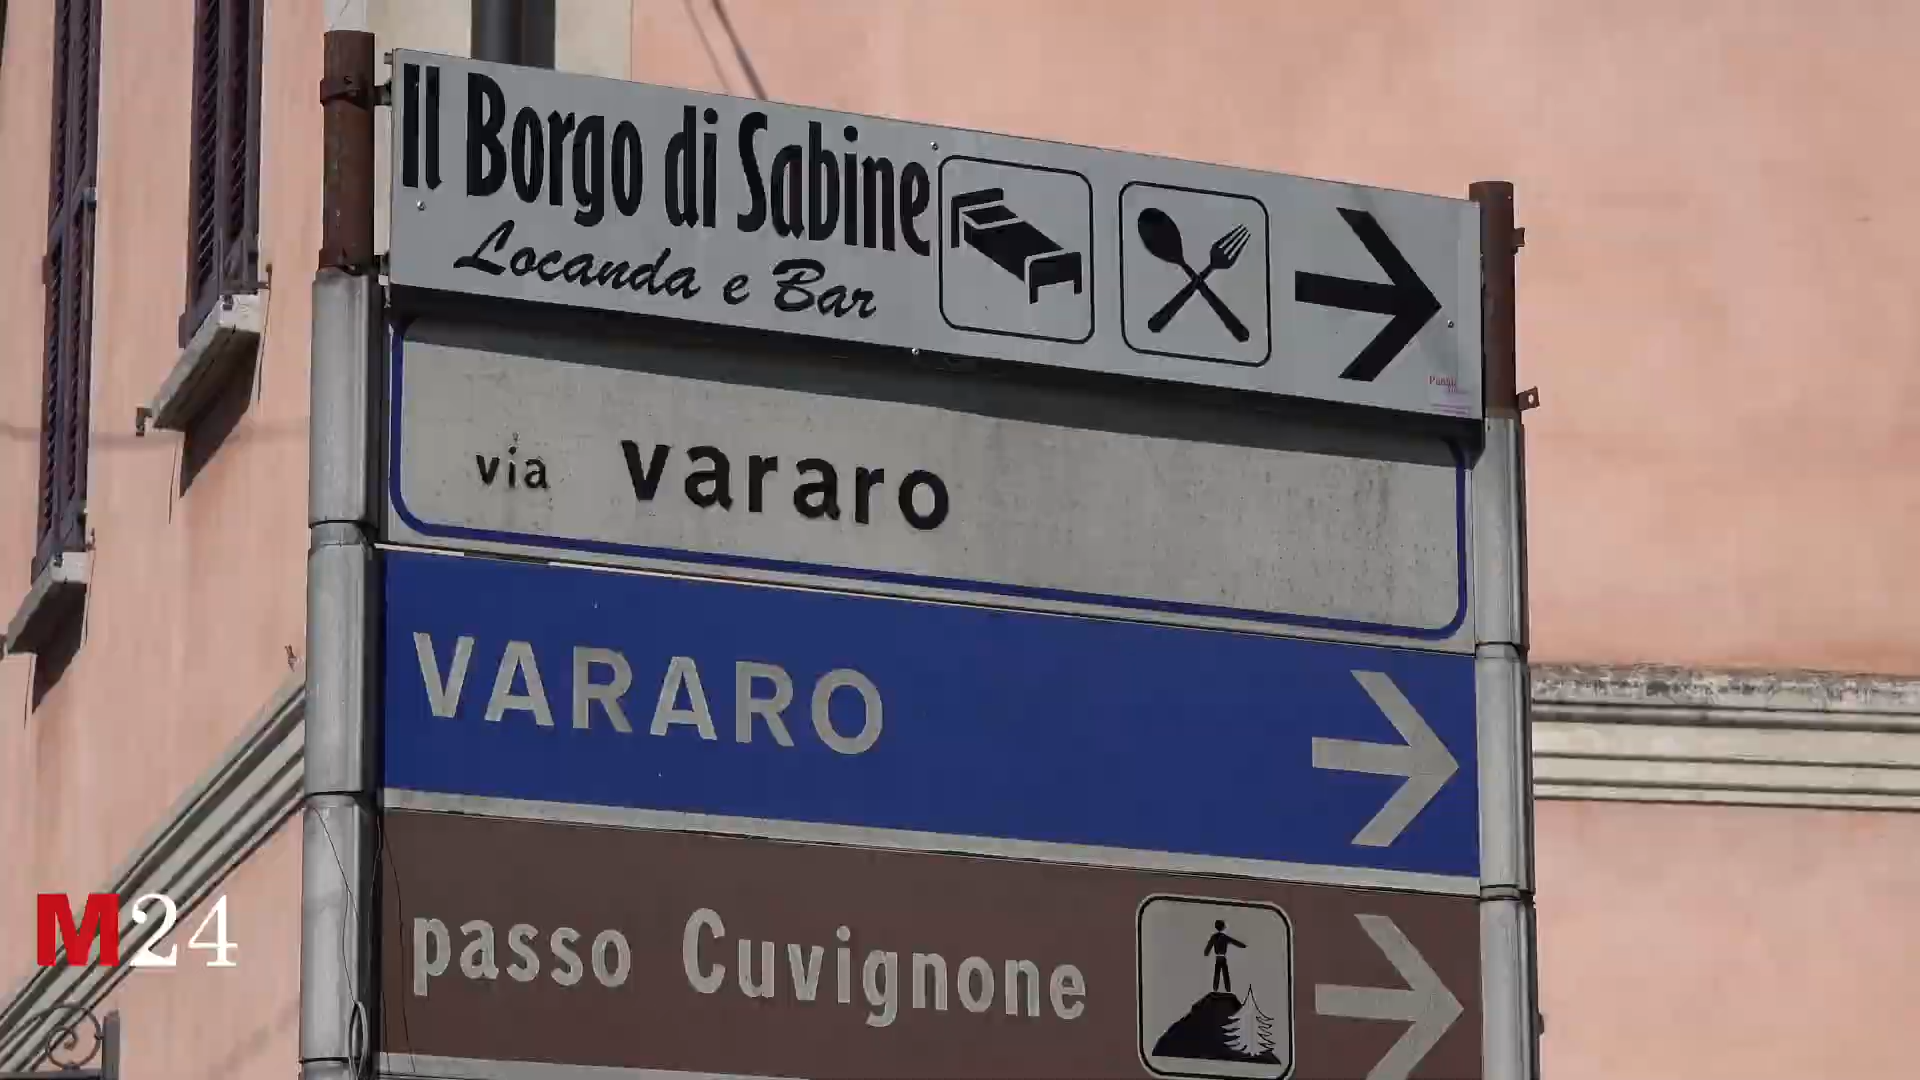 Il Borgo di Sabine
Locanda e Bar
via vararo
VARARO
passo Cuvignone
M24